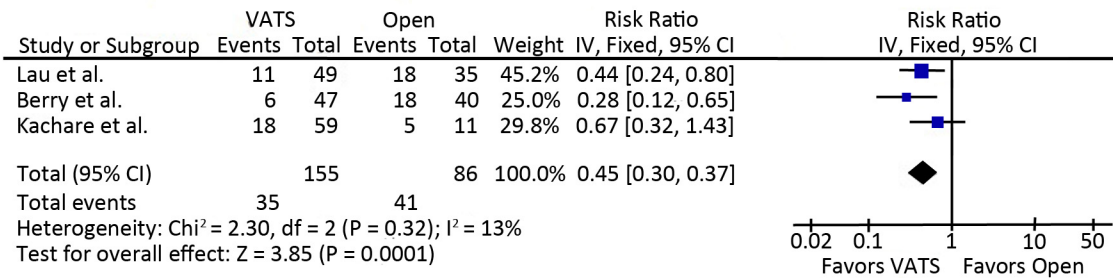 VATS Open Risk Ratio Risk Ratio
Study or Subgroup Events Total Events Total Weight IV, Fixed, 95% CI IV, Fixed, 95% CI
Lau et al. 11 49 18 35 45.2% 0.44 [0.24, 0.80]
Berry et al. 6 47 18 40 25.0% 0.28 [0.12, 0.65]
Kachare et al. 18 59 5 11 29.8% 0.67 [0.32, 1.43]
Total (95% CI) 155 86 100.0% 0.45 [0.30, 0.37]
Total events 35 41
Heterogeneity: Chi² = 2.30, df = 2 (P = 0.32); I² = 13%
Test for overall effect: Z = 3.85 (P = 0.0001)
0.02 0.1 1 10 50
Favors VATS Favors Open